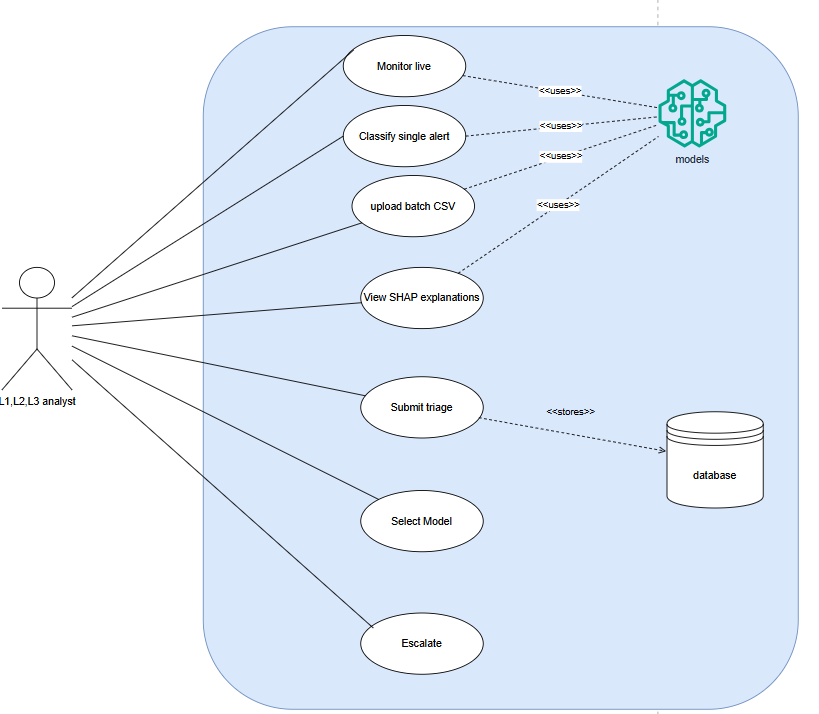 Monitor live
<<uses>>
Classify single alert
<<uses>>
<<uses>>
models
upload batch CSV
<<uses>>
View SHAP explanations
L1,L2,L3 analyst
Submit triage
<<stores>>
database
Select Model
Escalate